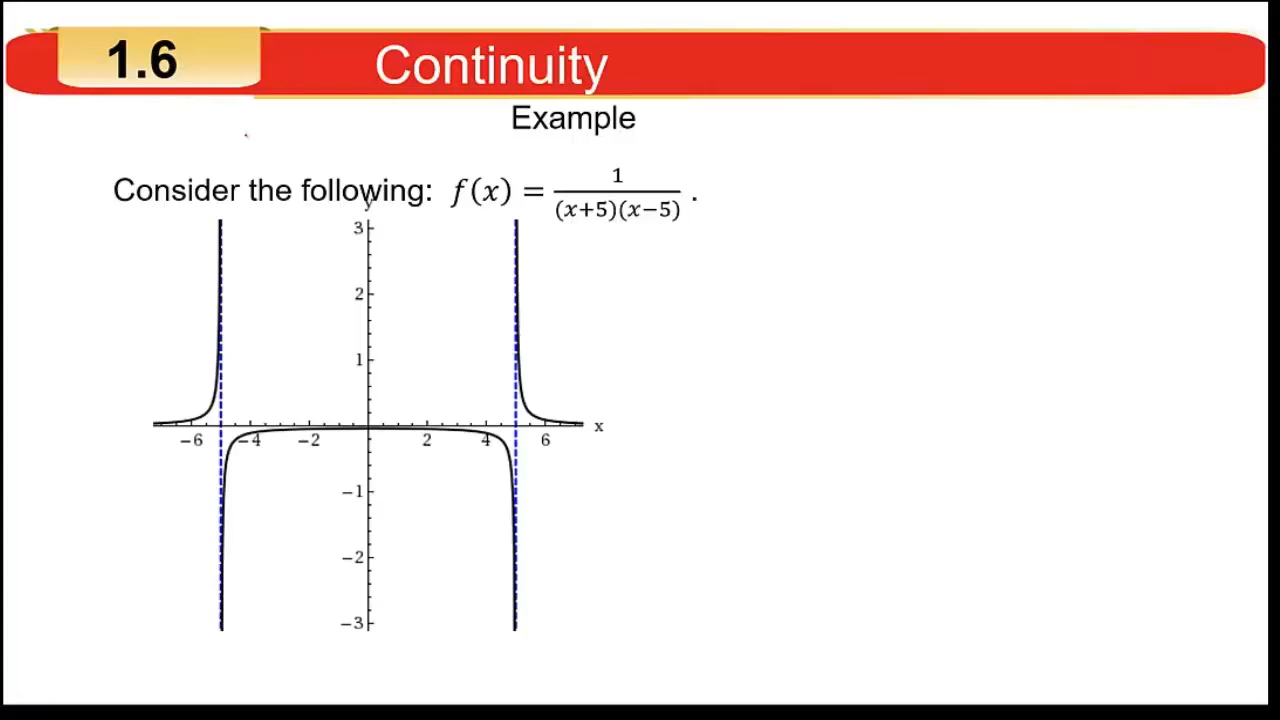 1.6 Continuity
Example
Consider the following: f(x) = 1/((x+5)(x−5)) .
y
3
2
1
−6 −4 −2 2 4 6 x
−1
−2
−3